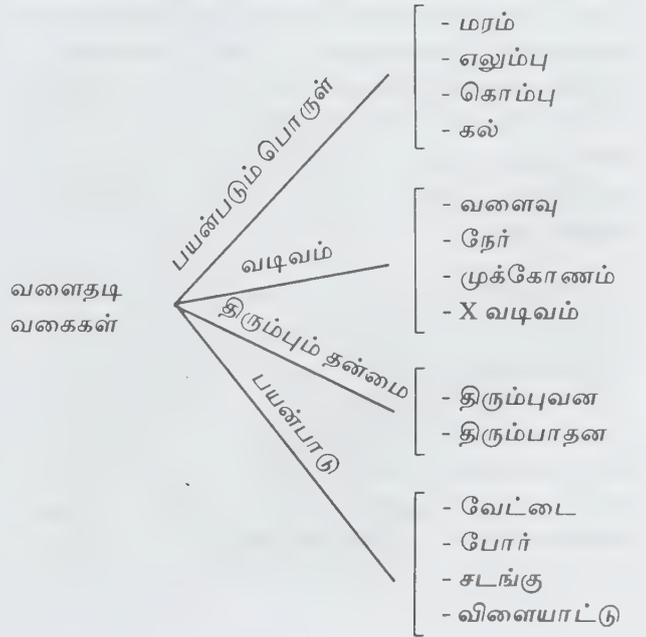 வளைதடி
வகைகள்
பயன்படும் பொருள்
- மரம்
- எலும்பு
- கொம்பு
- கல்
வடிவம்
- வளைவு
- நேர்
- முக்கோணம்
- X வடிவம்
திரும்பும் தன்மை
- திரும்புவன
- திரும்பாதன
பயன்பாடு
- வேட்டை
- போர்
- சடங்கு
- விளையாட்டு